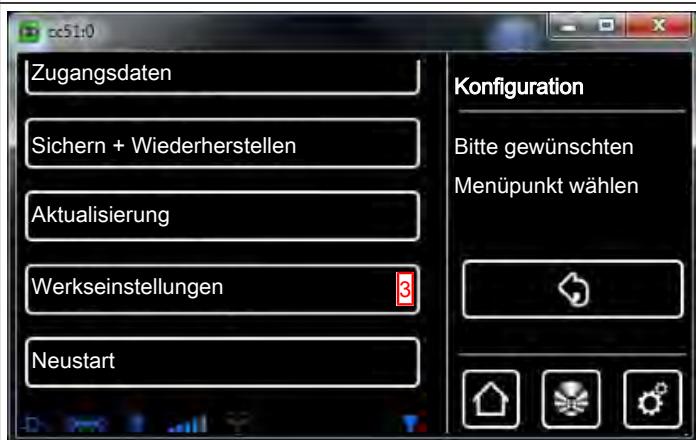 cc51:0
Zugangsdaten
Sichern + Wiederherstellen
Aktualisierung
Werkseinstellungen 3
Neustart
Konfiguration
Bitte gewünschten
Menüpunkt wählen